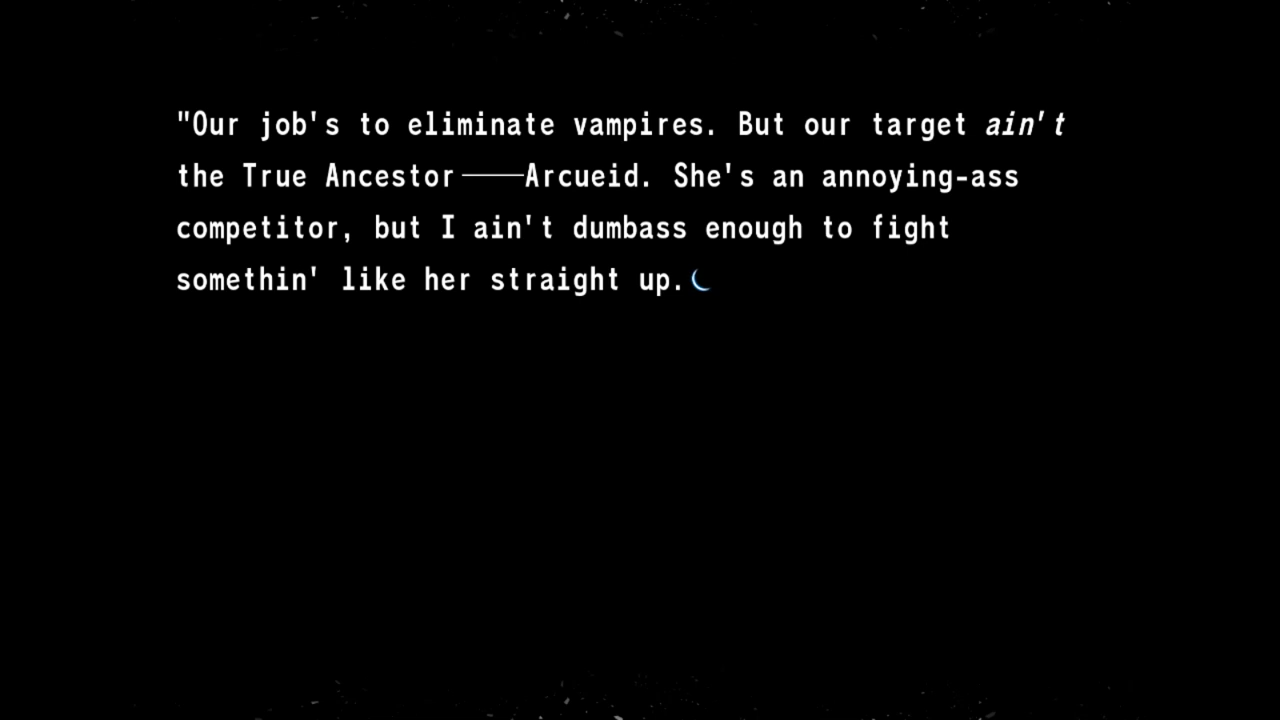 "Our job's to eliminate vampires. But our target ain't
the True Ancestor――Arcueid. She's an annoying-ass
competitor, but I ain't dumbass enough to fight
somethin' like her straight up.